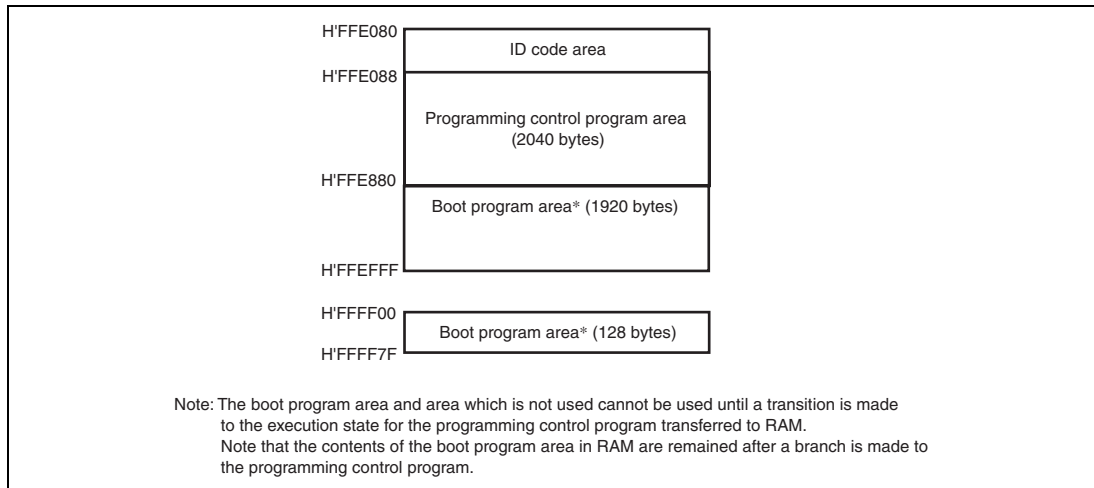 H'FFE080
ID code area
H'FFE088
Programming control program area
(2040 bytes)
H'FFE880
Boot program area* (1920 bytes)
H'FFEFFF
H'FFFF00
Boot program area* (128 bytes)
H'FFFF7F
Note: The boot program area and area which is not used cannot be used until a transition is made
to the execution state for the programming control program transferred to RAM.
Note that the contents of the boot program area in RAM are remained after a branch is made to
the programming control program.